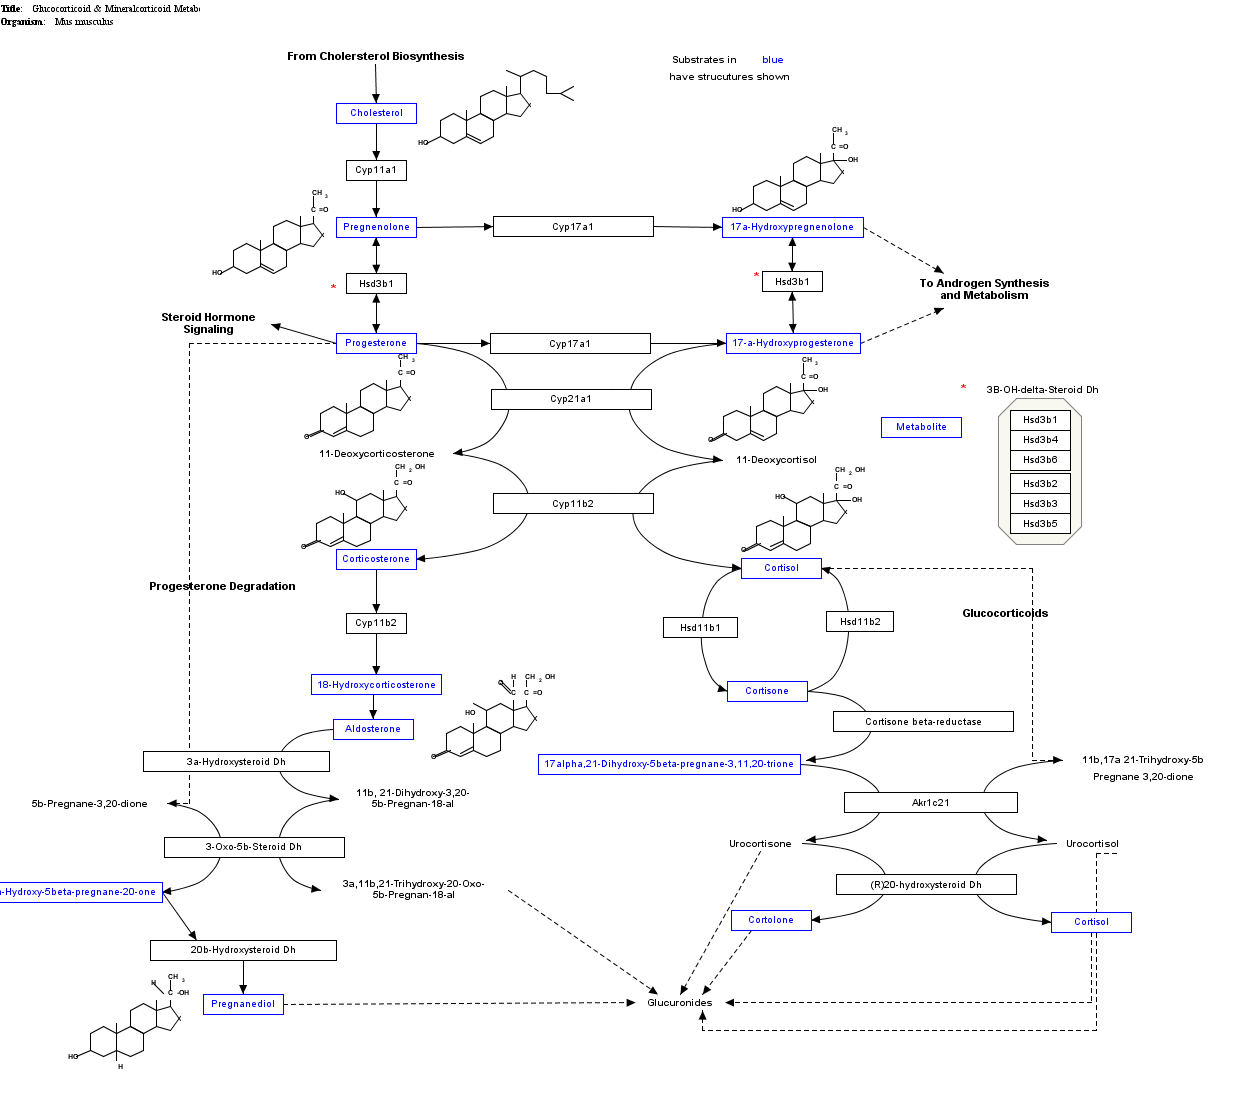 Title: Glucocorticoid & Mineralcorticoid Metab
Organism: Mus musculus
From Cholersterol Biosynthesis
Substrates in blue
have strucutures shown
Cholesterol
HO
CH 3
C =O
OH
HO
Cyp11a1
CH 3
C =O
HO
Pregnenolone
Cyp17a1
17a-Hydroxypregnenolone
* Hsd3b1
* Hsd3b1
To Androgen Synthesis
and Metabolism
Steroid Hormone
Signaling
Progesterone
Cyp17a1
17-a-Hydroxyprogesterone
CH 3
C =O
O
CH 3
C =O
OH
O
Cyp21a1
* 3B-OH-delta-Steroid Dh
Metabolite
Hsd3b1
Hsd3b4
Hsd3b6
Hsd3b2
Hsd3b3
Hsd3b5
11-Deoxycorticosterone
11-Deoxycortisol
CH 2 OH
C =O
HO
O
CH 2 OH
C =O
HO
OH
O
Cyp11b2
Corticosterone
Cortisol
Progesterone Degradation
Glucocorticoids
Cyp11b2
Hsd11b1
Hsd11b2
18-Hydroxycorticosterone
Cortisone
H CH 2 OH
O
C C =O
HO
O
Aldosterone
Cortisone beta-reductase
3a-Hydroxysteroid Dh
17alpha,21-Dihydroxy-5beta-pregnane-3,11,20-trione
11b,17a 21-Trihydroxy-5b
Pregnane 3,20-dione
5b-Pregnane-3,20-dione
11b, 21-Dihydroxy-3,20-
5b-Pregnan-18-al
Akr1c21
3-Oxo-5b-Steroid Dh
Urocortisone
Urocortisol
-Hydroxy-5beta-pregnane-20-one
3a,11b,21-Trihydroxy-20-Oxo-
5b-Pregnan-18-al
(R)20-hydroxysteroid Dh
Cortolone
Cortisol
20b-Hydroxysteroid Dh
CH 3
H
C -OH
HO
H
Pregnanediol
Glucuronides